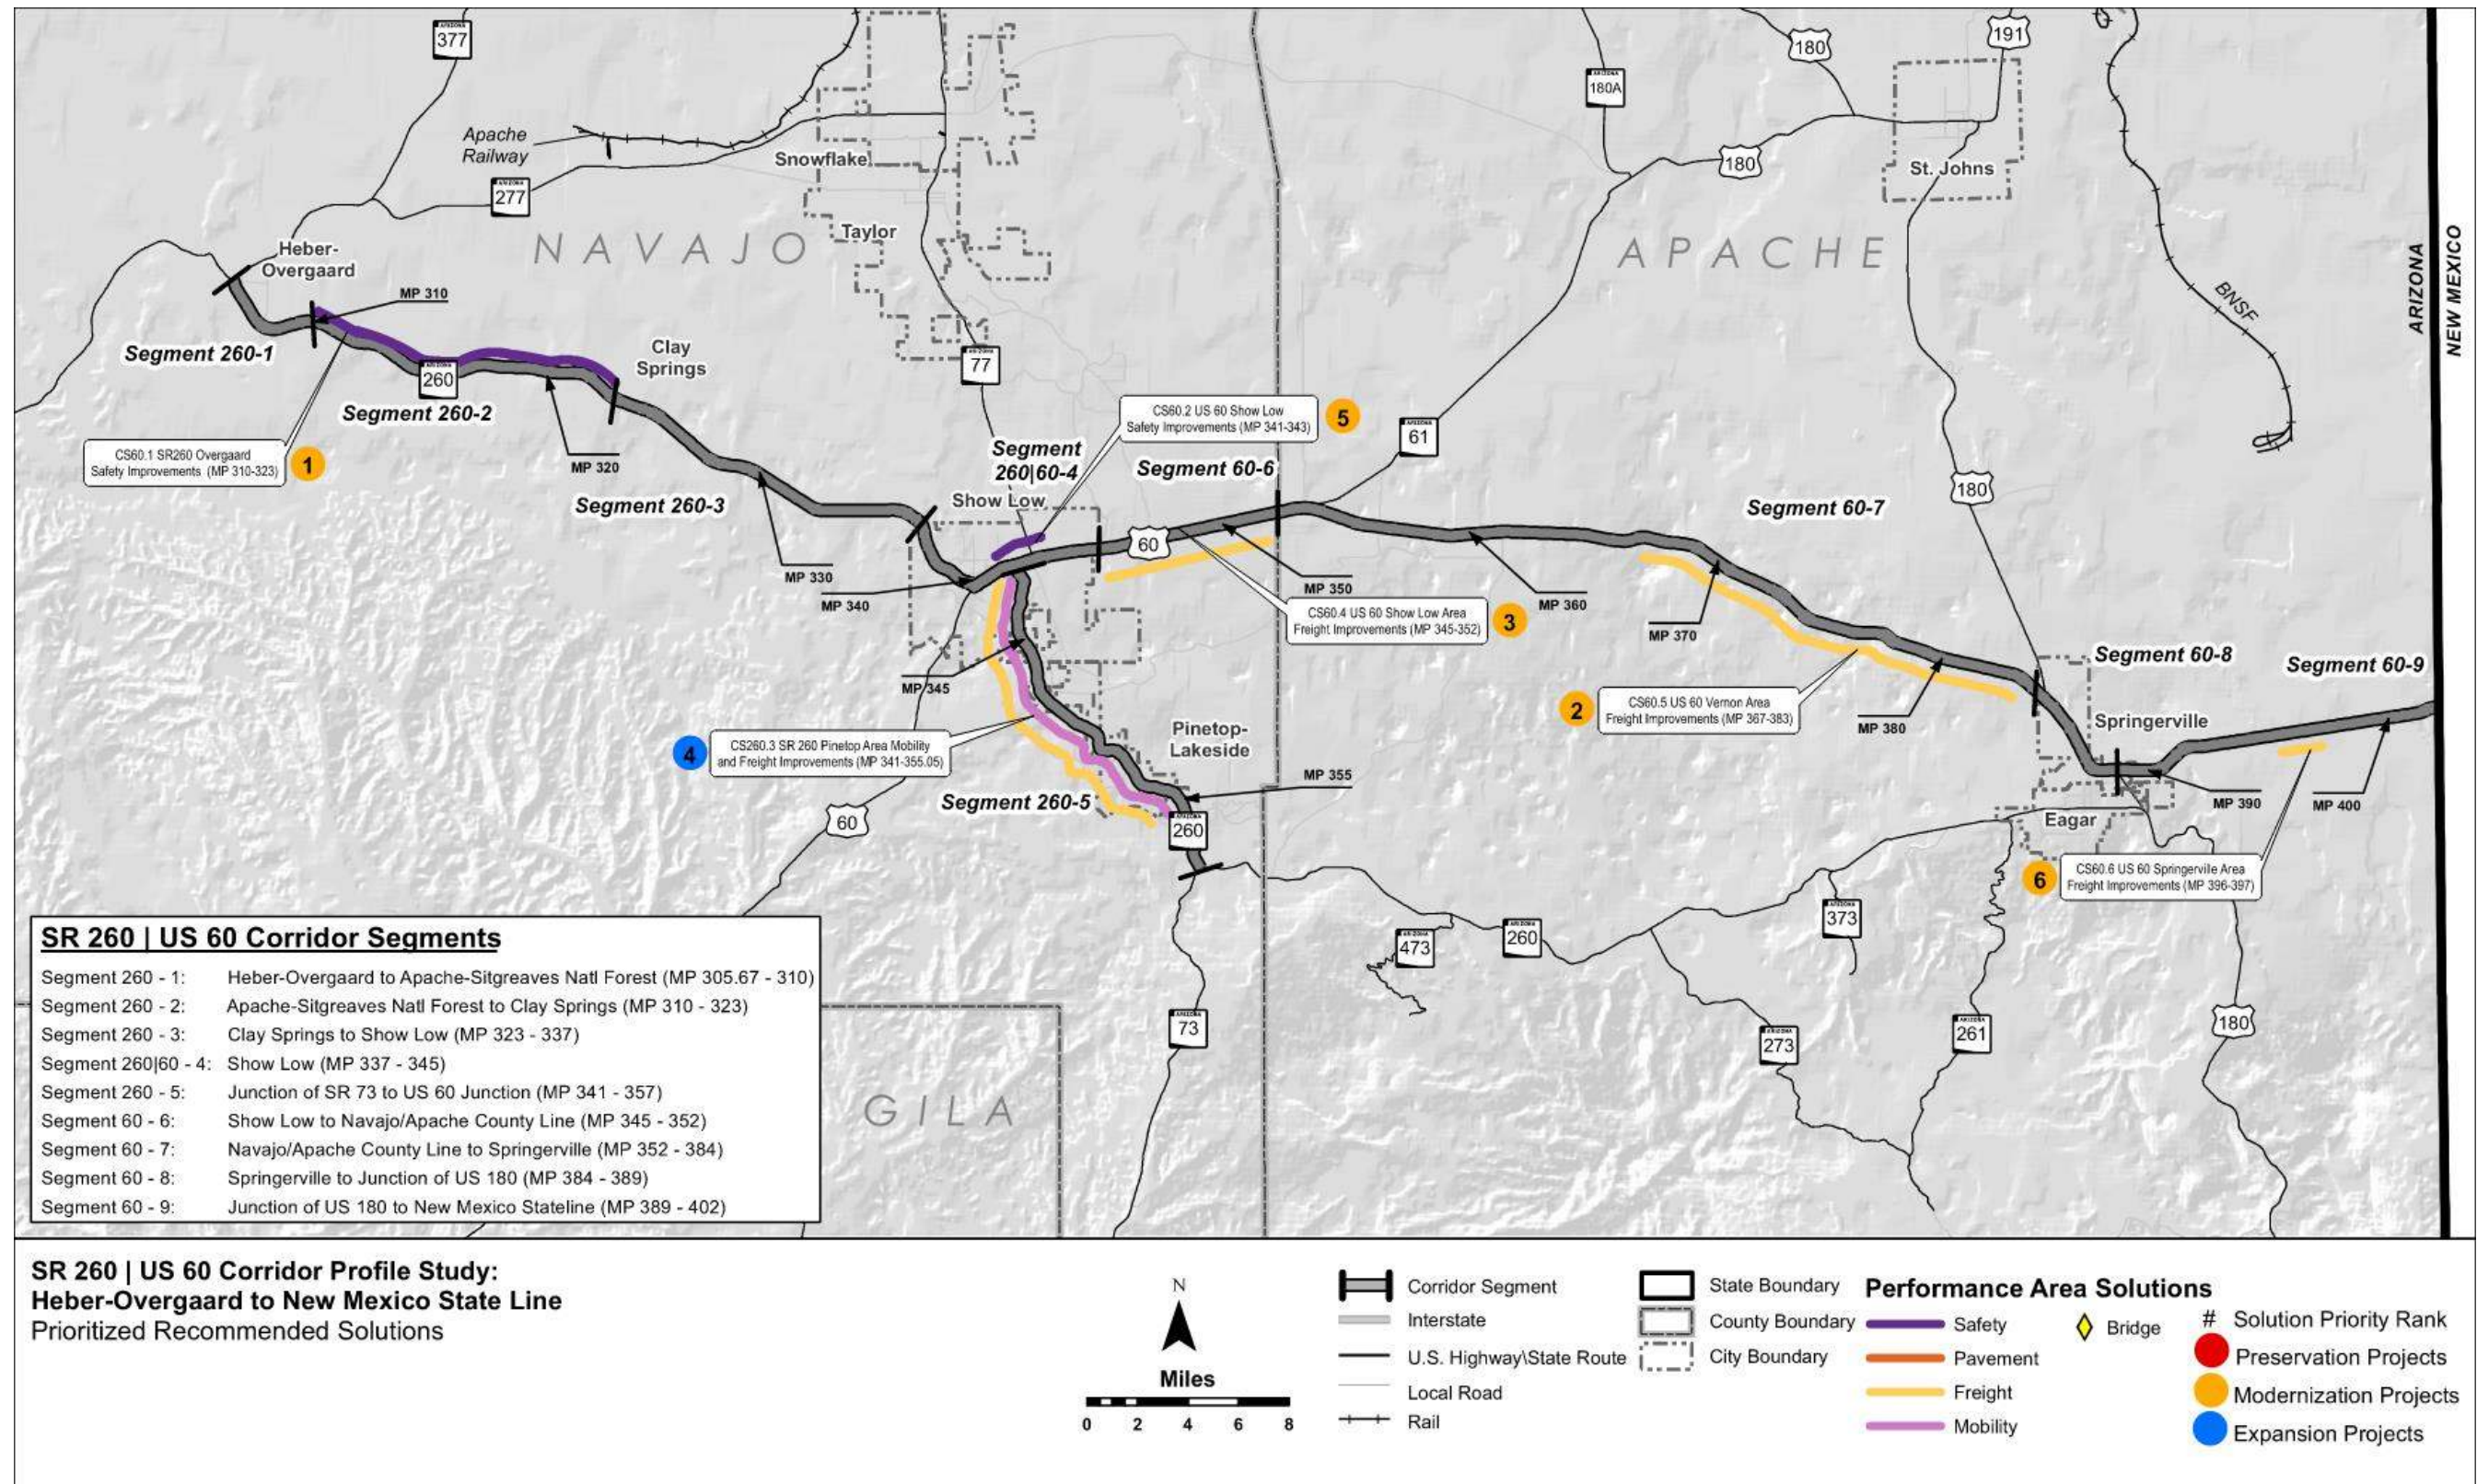 ARIZONA
377
Apache
Railway
ARIZONA
277
Snowflake
Taylor
NAVAJO
Heber-
Overgaard
MP 310
Segment 260-1
ARIZONA
260
Segment 260-2
Clay
Springs
CS60.1 SR260 Overgaard
Safety Improvements (MP 310-323)
1
MP 320
Segment 260-3
MP 330
MP 340
ARIZONA
77
Segment
260|60-4
Show Low
CS60.2 US 60 Show Low
Safety Improvements (MP 341-343)
5
Segment 60-6
60
MP 350
CS60.4 US 60 Show Low Area
Freight Improvements (MP 345-352)
3
MP 345
4
CS260.3 SR 260 Pinetop Area Mobility
and Freight Improvements (MP 341-355.05)
Pinetop-
Lakeside
MP 355
Segment 260-5
ARIZONA
260
60
ARIZONA
73
APACHE
ARIZONA
180A
180
191
180
St. Johns
ARIZONA
61
BNSF
ARIZONA
NEW MEXICO
180
Segment 60-7
MP 360
MP 370
2
CS60.5 US 60 Vernon Area
Freight Improvements (MP 367-383)
MP 380
Segment 60-8
Segment 60-9
Springerville
MP 390
MP 400
Eagar
6
CS60.6 US 60 Springerville Area
Freight Improvements (MP 396-397)
ARIZONA
473
ARIZONA
260
ARIZONA
373
ARIZONA
273
ARIZONA
261
180
GILA
SR 260 | US 60 Corridor Segments
Segment 260 - 1: Heber-Overgaard to Apache-Sitgreaves Natl Forest (MP 305.67 - 310)
Segment 260 - 2: Apache-Sitgreaves Natl Forest to Clay Springs (MP 310 - 323)
Segment 260 - 3: Clay Springs to Show Low (MP 323 - 337)
Segment 260|60 - 4: Show Low (MP 337 - 345)
Segment 260 - 5: Junction of SR 73 to US 60 Junction (MP 341 - 357)
Segment 60 - 6: Show Low to Navajo/Apache County Line (MP 345 - 352)
Segment 60 - 7: Navajo/Apache County Line to Springerville (MP 352 - 384)
Segment 60 - 8: Springerville to Junction of US 180 (MP 384 - 389)
Segment 60 - 9: Junction of US 180 to New Mexico Stateline (MP 389 - 402)
SR 260 | US 60 Corridor Profile Study:
Heber-Overgaard to New Mexico State Line
Prioritized Recommended Solutions
N
Miles
0 2 4 6 8
Corridor Segment
Interstate
U.S. Highway\State Route
Local Road
Rail
State Boundary
County Boundary
City Boundary
Performance Area Solutions
Safety
Pavement
Freight
Mobility
Bridge
# Solution Priority Rank
Preservation Projects
Modernization Projects
Expansion Projects